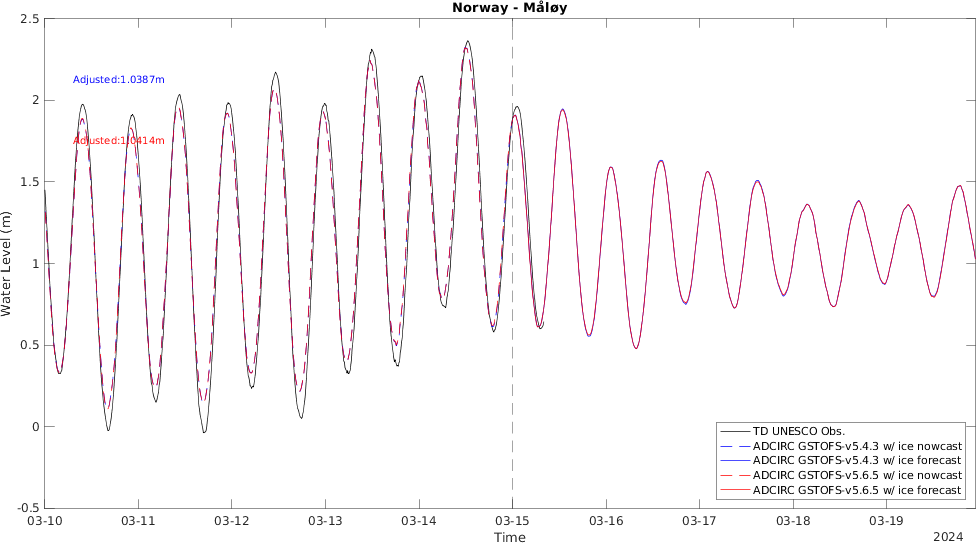 Norway - Måløy
2.5
2
1.5
1
0.5
0
-0.5
Water Level (m)
Adjusted:1.0387m
Adjusted:1.0414m
TD UNESCO Obs.
ADCIRC GSTOFS-v5.4.3 w/ ice nowcast
ADCIRC GSTOFS-v5.4.3 w/ ice forecast
ADCIRC GSTOFS-v5.6.5 w/ ice nowcast
ADCIRC GSTOFS-v5.6.5 w/ ice forecast
03-10 03-11 03-12 03-13 03-14 03-15 03-16 03-17 03-18 03-19
Time
2024